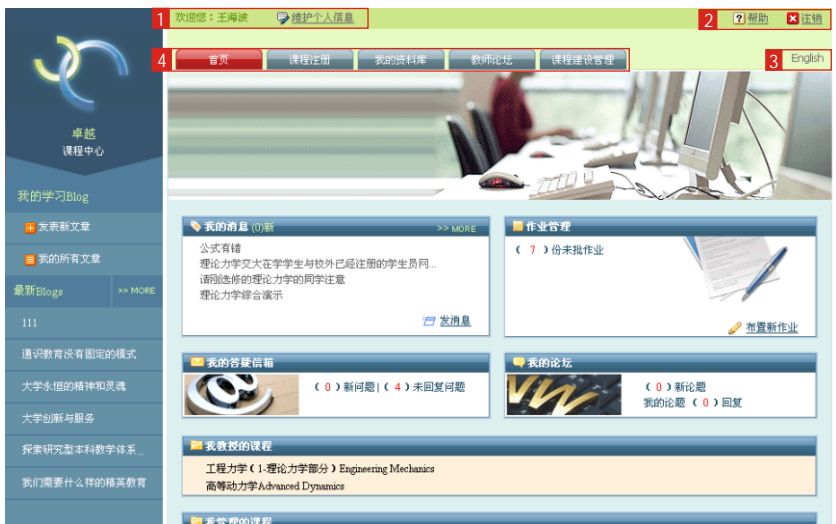 1 欢迎您：王海波 维护个人信息
2 帮助 注销
3 English
4 首页 课程注册 我的资料库 教师论坛 课程建设管理
卓越
课程中心
我的学习Blog
发表新文章
我的所有文章
最新Blogs >> MORE
111
通识教育没有固定的模式
大学永恒的精神和灵魂
大学创新与服务
探索研究型本科教学体系...
我们需要什么样的精英教育
我的消息 (0)新 >> MORE
公式有错
理论力学交大在学学生与校外已经注册的学生员网...
请刚选修的理论力学的同学注意
理论力学综合演示
发消息
作业管理
( 7 ) 份未批作业
布置新作业
我的答疑信箱
( 0 ) 新问题 | ( 4 ) 未回复问题
我的论坛
( 0 ) 新论题
我的论题 ( 0 ) 回复
我教授的课程
工程力学 ( 1-理论力学部分 ) Engineering Mechanics
高等动力学Advanced Dynamics
我管理的课程